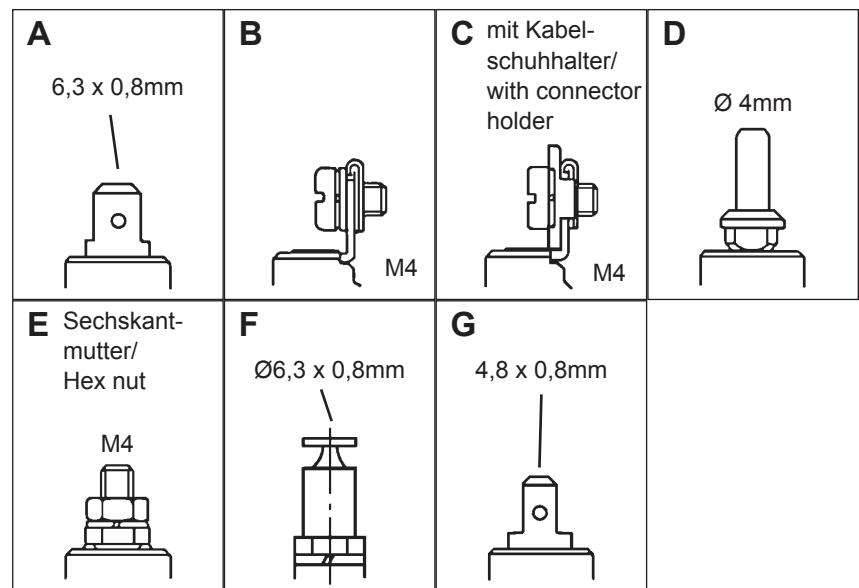 A
6,3 x 0,8mm
B
M4
C mit Kabel-
schuhhalter/
with connector
holder
M4
D
Ø 4mm
E Sechskant-
mutter/
Hex nut
M4
F
Ø6,3 x 0,8mm
G
4,8 x 0,8mm